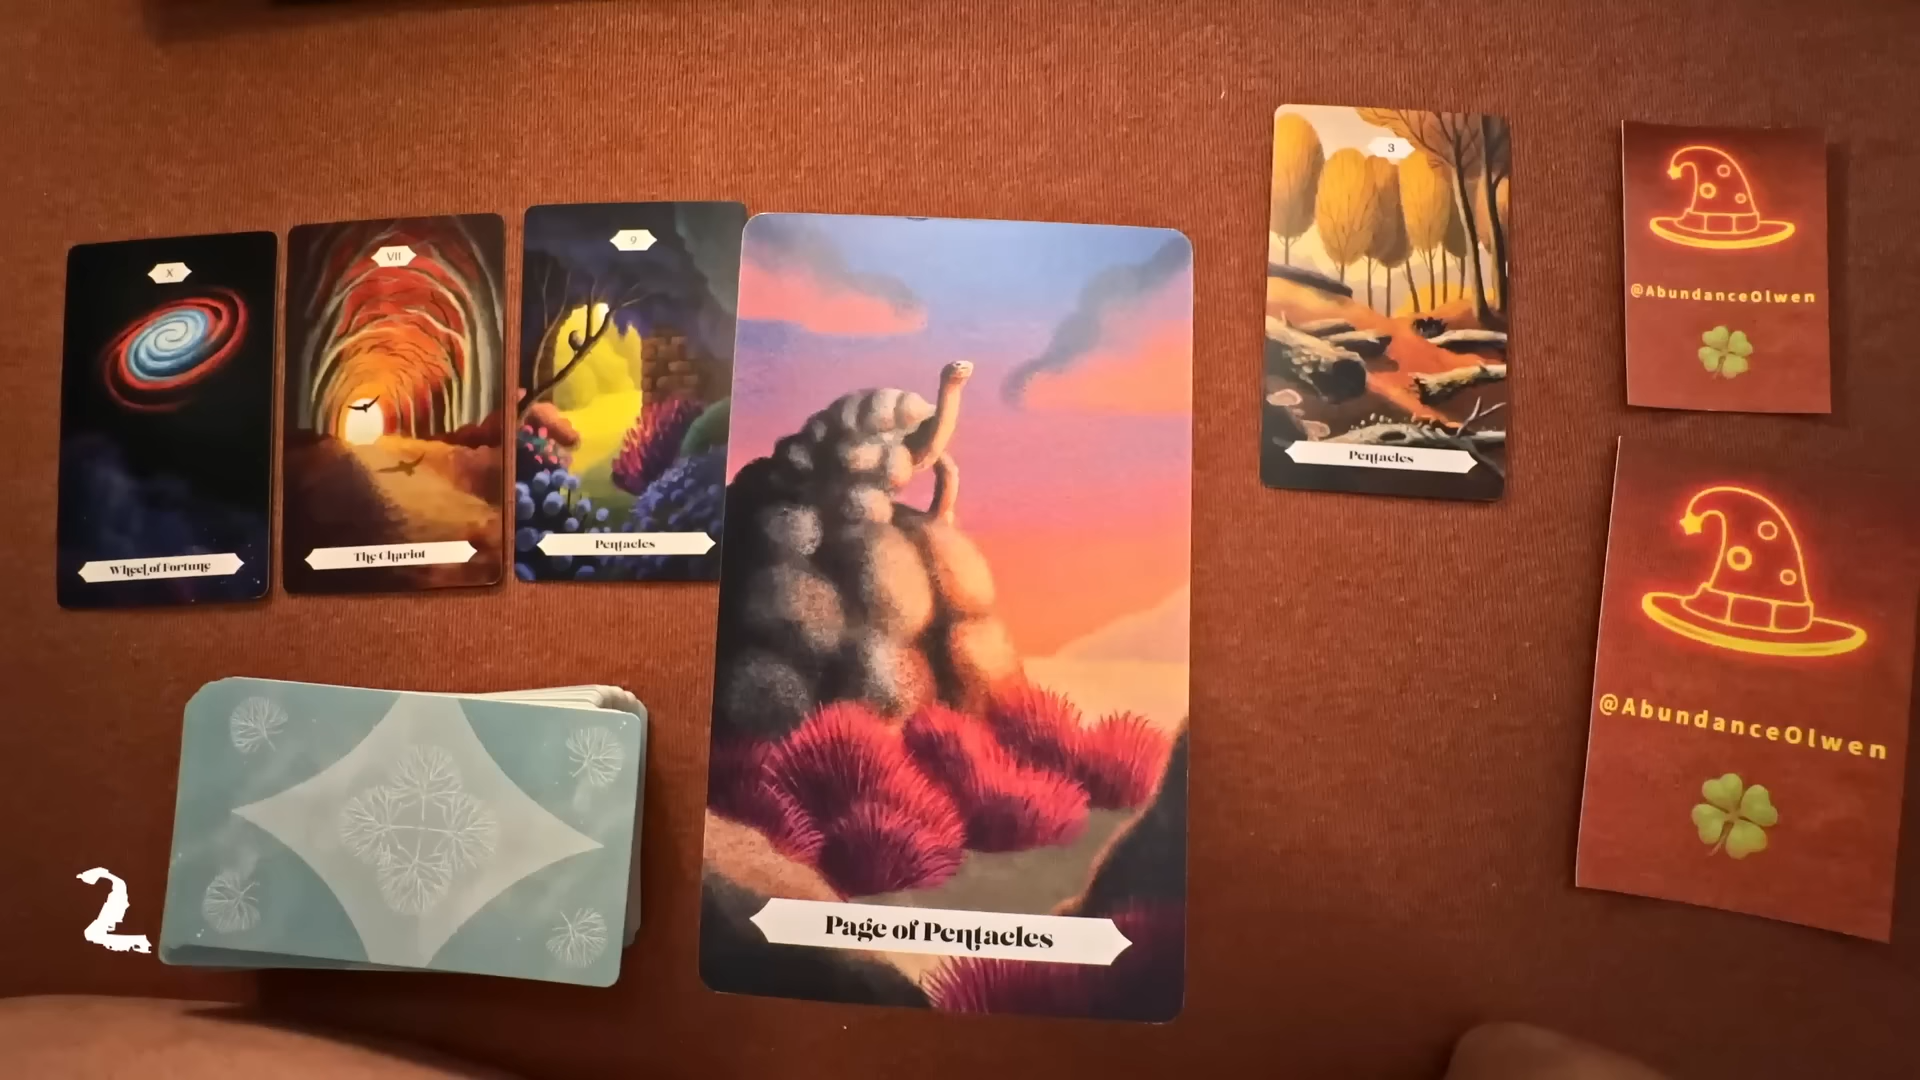 X
Wheel of Fortune
VII
The Chariot
9
Pentacles
Page of Pentacles
3
Pentacles
@AbundanceOlwen
@AbundanceOlwen
2